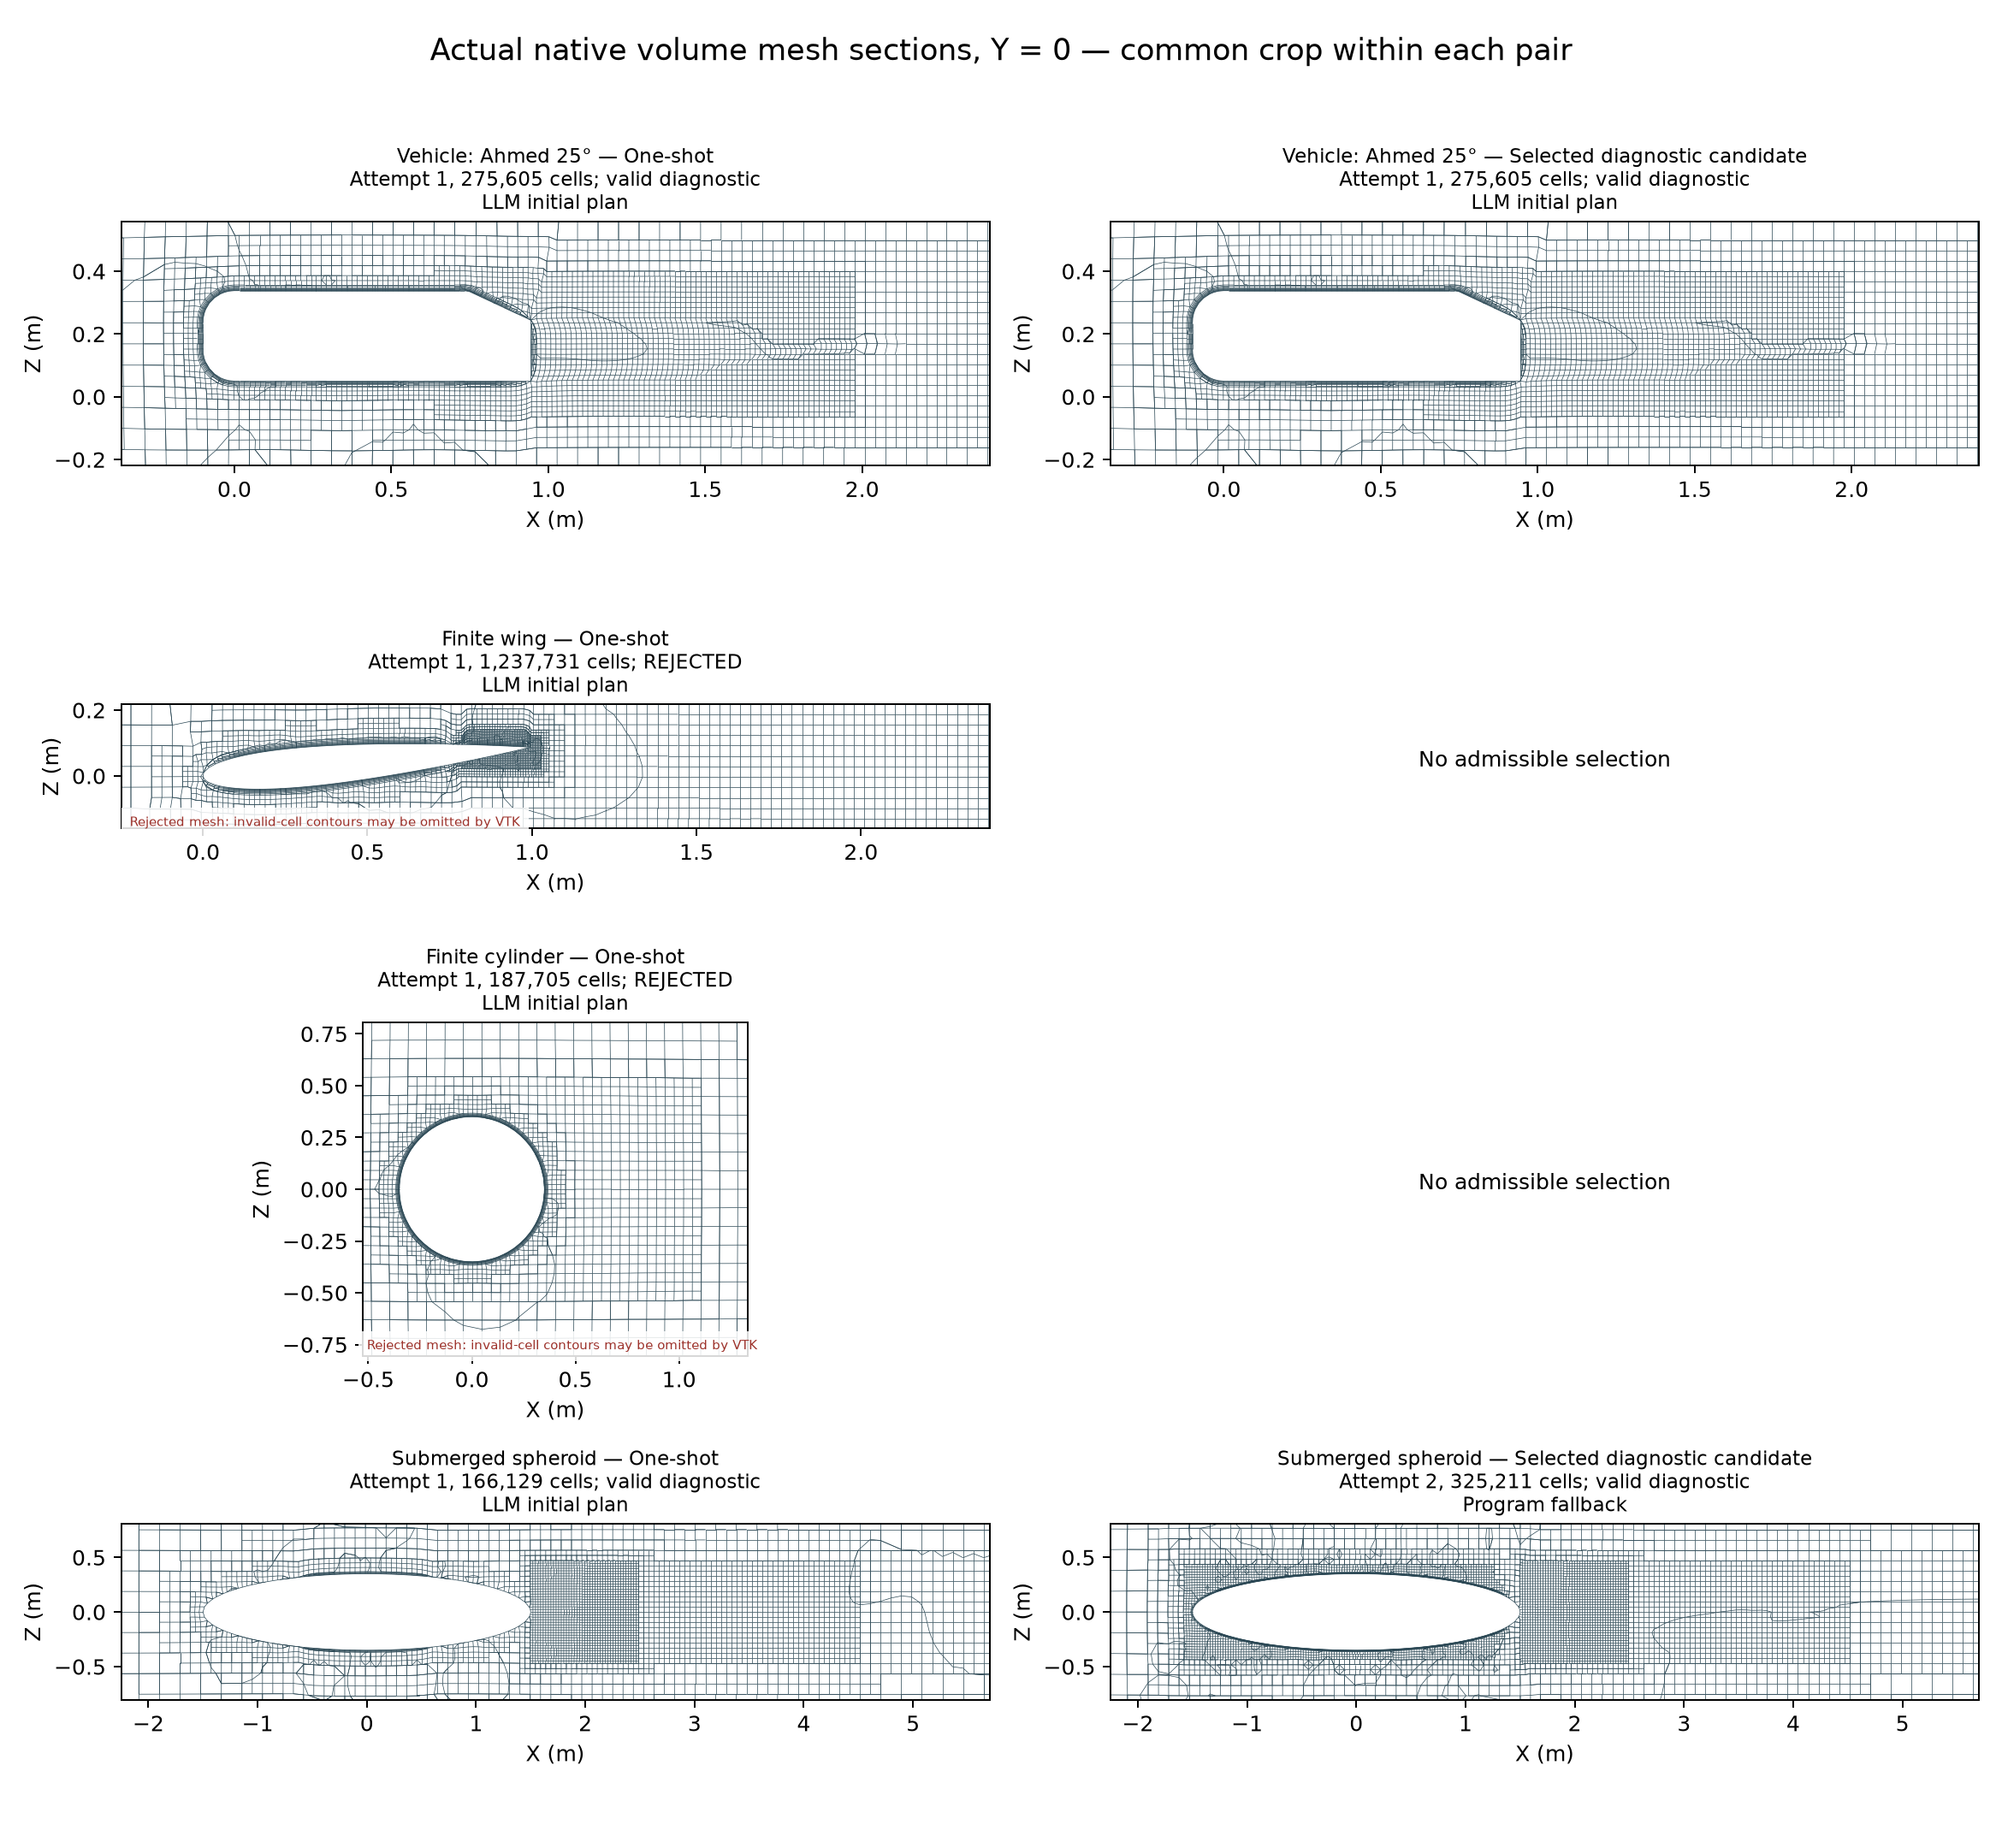 Actual native volume mesh sections, Y = 0 — common crop within each pair
Vehicle: Ahmed 25° — One-shot
Attempt 1, 275,605 cells; valid diagnostic
LLM initial plan
Z (m)
0.4
0.2
0.0
−0.2
0.0 0.5 1.0 1.5 2.0
X (m)
Vehicle: Ahmed 25° — Selected diagnostic candidate
Attempt 1, 275,605 cells; valid diagnostic
LLM initial plan
Z (m)
0.4
0.2
0.0
−0.2
0.0 0.5 1.0 1.5 2.0
X (m)
Finite wing — One-shot
Attempt 1, 1,237,731 cells; REJECTED
LLM initial plan
Z (m)
0.2
0.0
Rejected mesh: invalid-cell contours may be omitted by VTK
0.0 0.5 1.0 1.5 2.0
X (m)
No admissible selection
Finite cylinder — One-shot
Attempt 1, 187,705 cells; REJECTED
LLM initial plan
Z (m)
0.75
0.50
0.25
0.00
−0.25
−0.50
−0.75
Rejected mesh: invalid-cell contours may be omitted by VTK
−0.5 0.0 0.5 1.0
X (m)
No admissible selection
Submerged spheroid — One-shot
Attempt 1, 166,129 cells; valid diagnostic
LLM initial plan
Z (m)
0.5
0.0
−0.5
−2 −1 0 1 2 3 4 5
X (m)
Submerged spheroid — Selected diagnostic candidate
Attempt 2, 325,211 cells; valid diagnostic
Program fallback
Z (m)
0.5
0.0
−0.5
−2 −1 0 1 2 3 4 5
X (m)